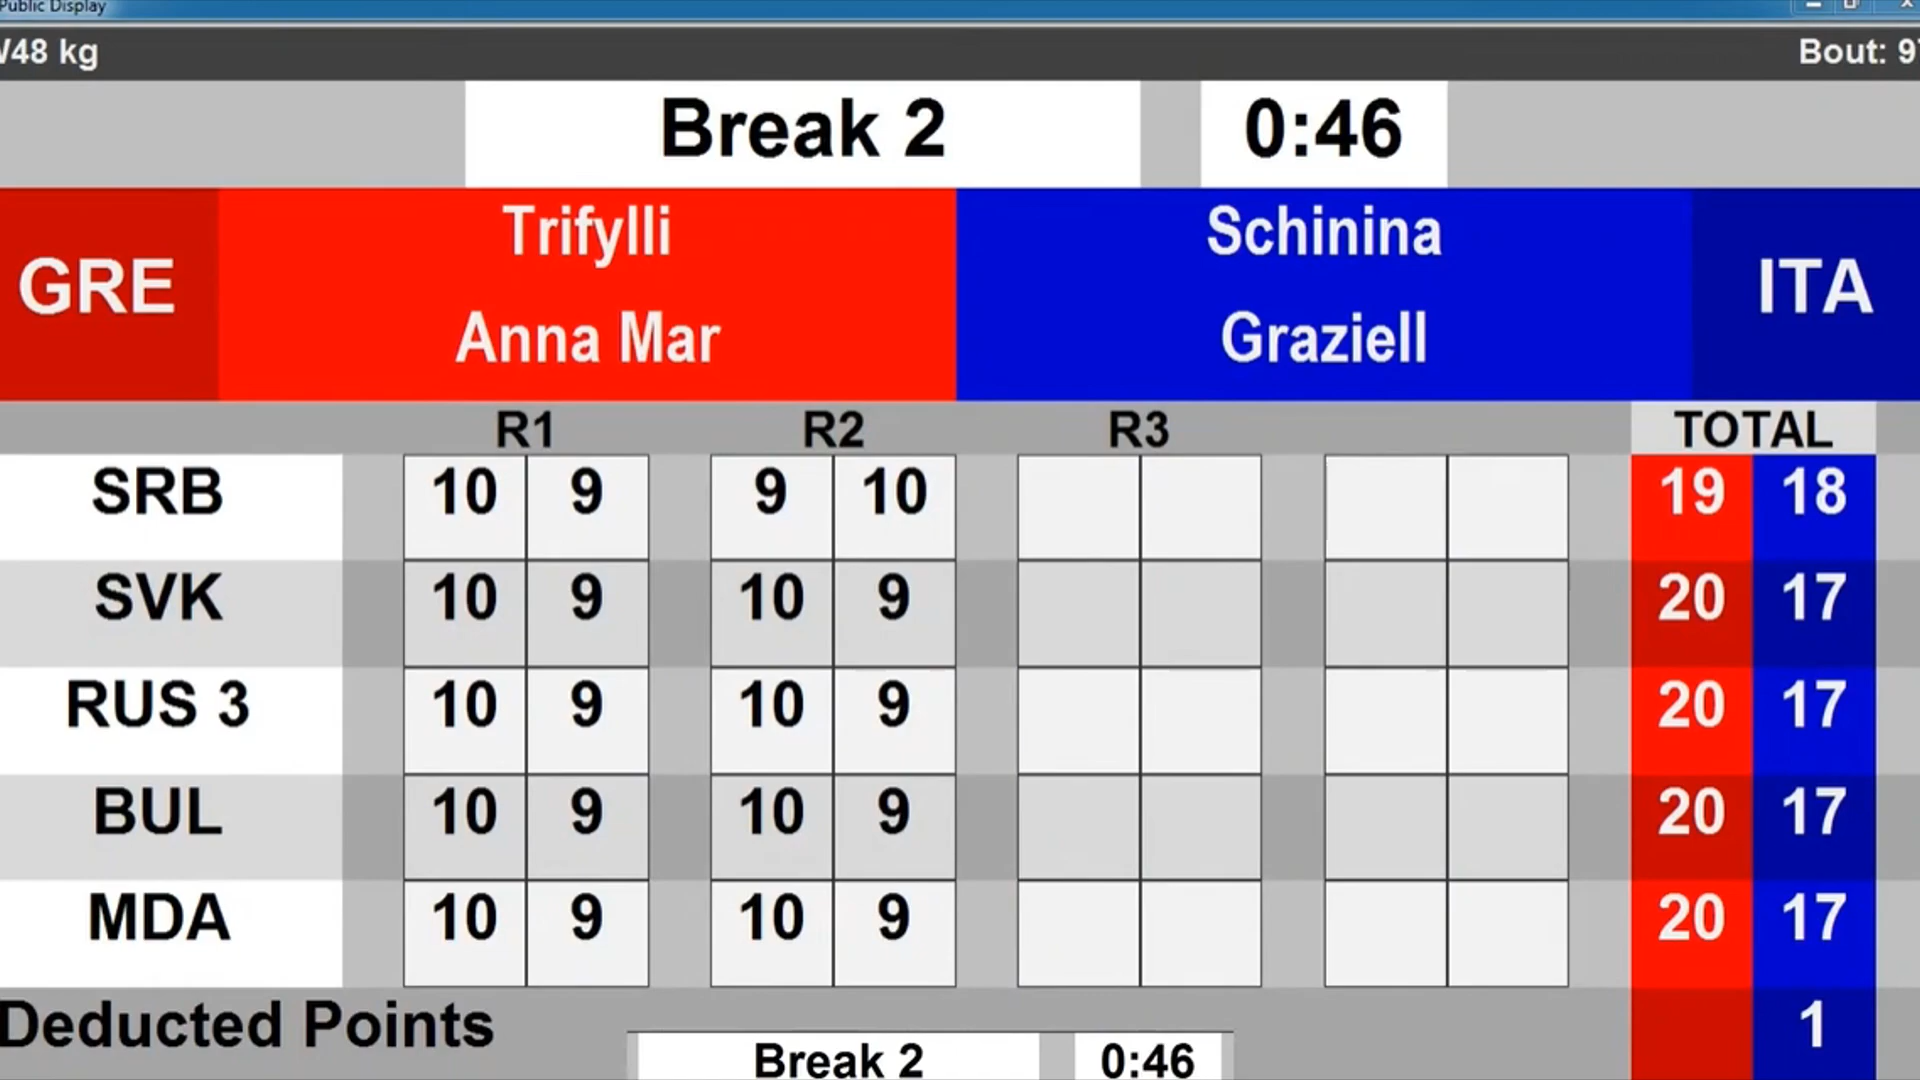 Public Display
48 kg
Bout: 9
Break 2 0:46
GRE Trifylli Anna Mar Schinina Graziell ITA
R1 R2 R3 TOTAL
SRB 10 9 9 10 19 18
SVK 10 9 10 9 20 17
RUS 3 10 9 10 9 20 17
BUL 10 9 10 9 20 17
MDA 10 9 10 9 20 17
Deducted Points 1
Break 2 0:46